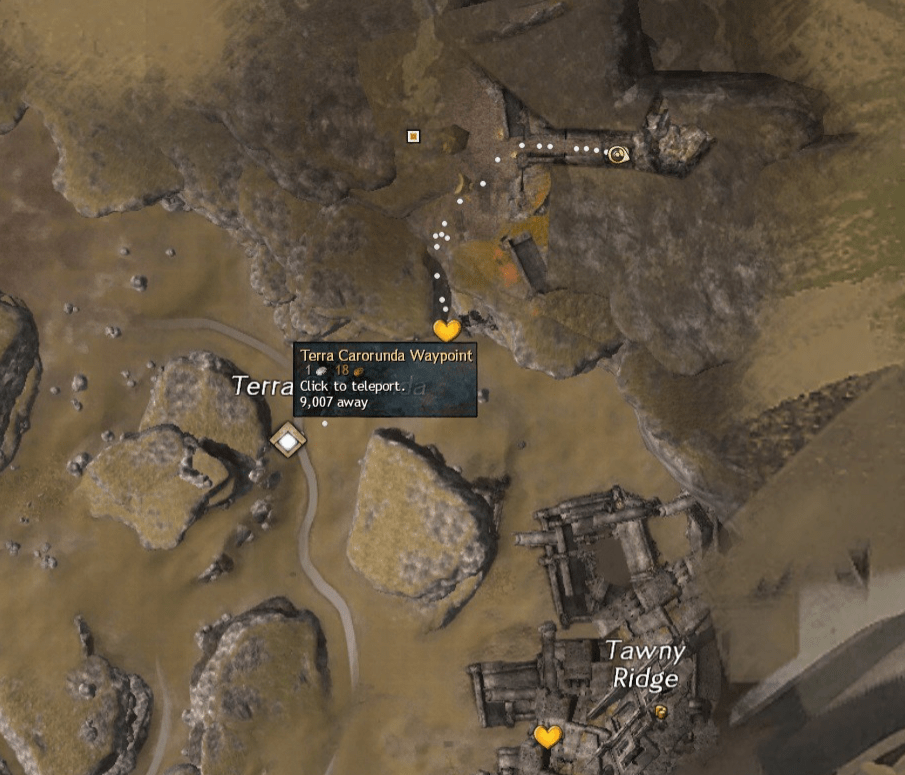 Terra Carorunda Waypoint
1 18
Click to teleport.
9,007 away
Terra
Tawny
Ridge